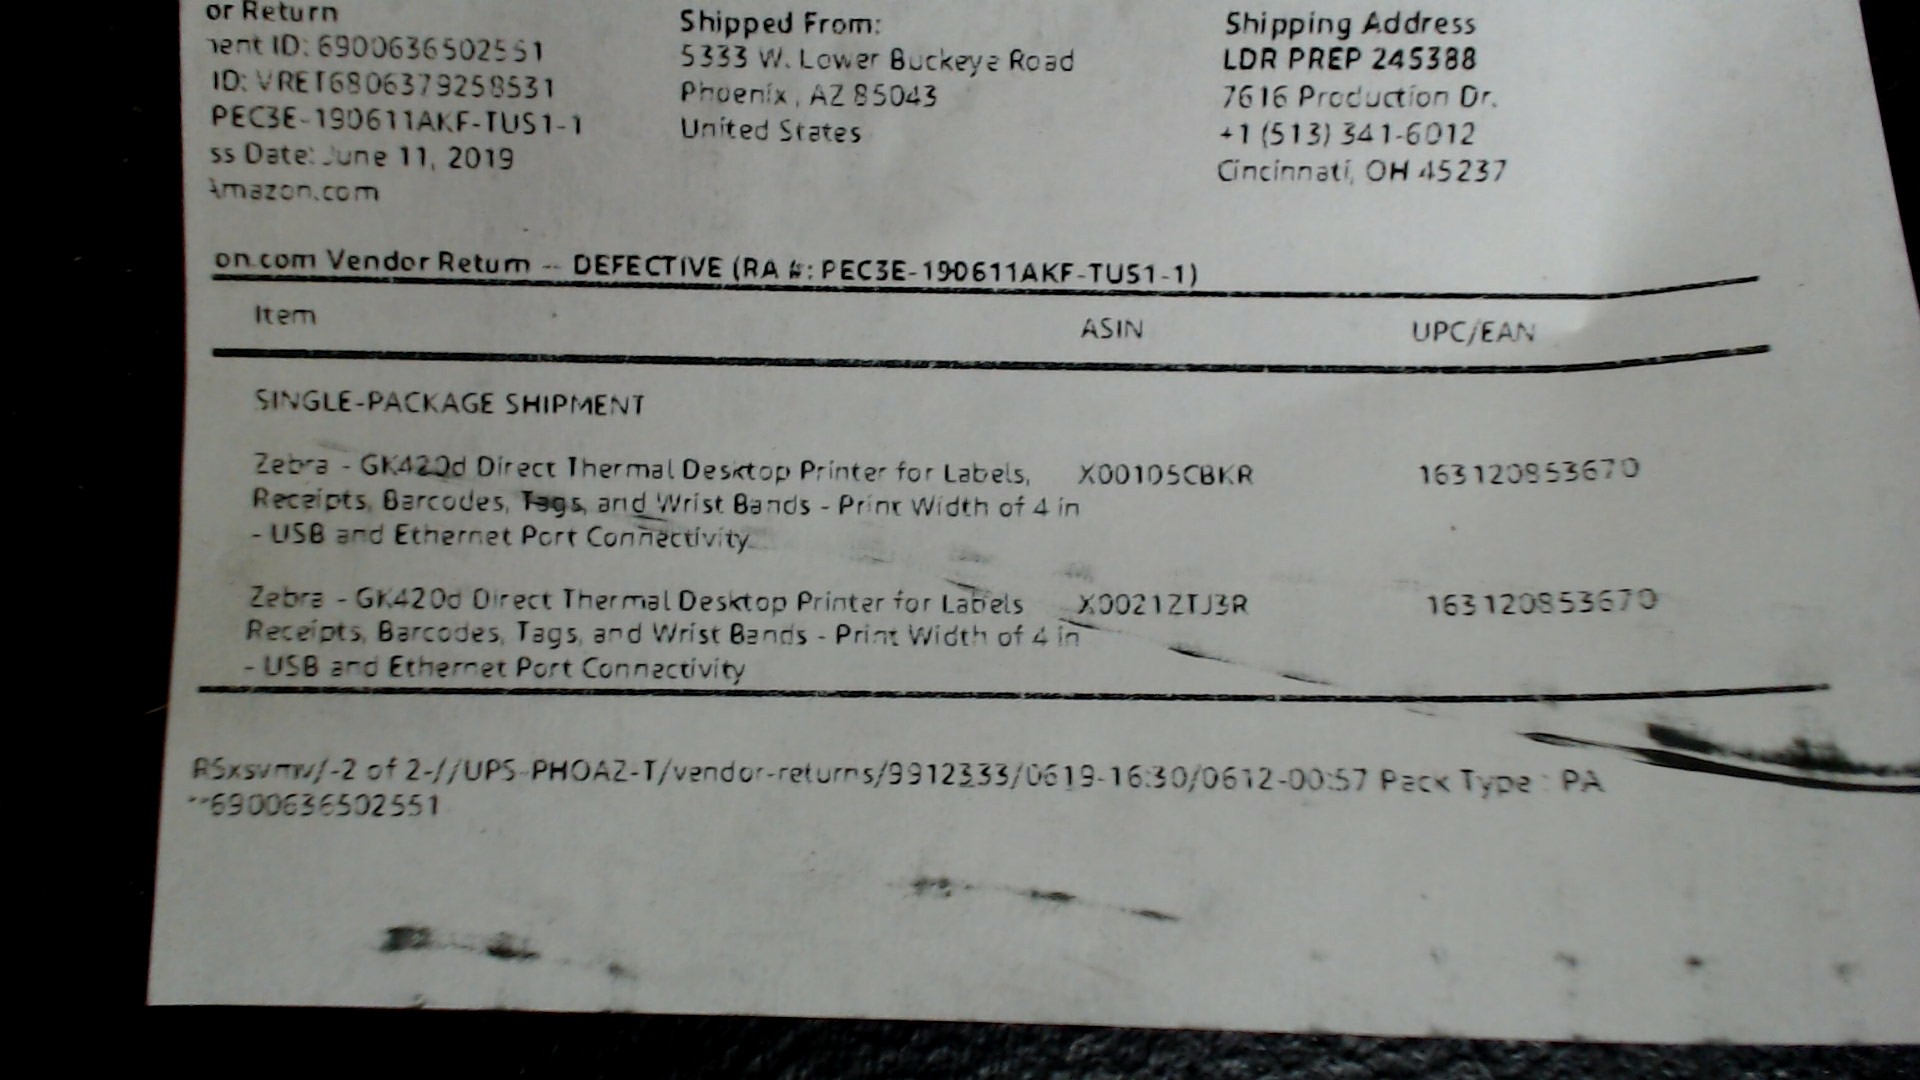 or Return
ment ID: 6900636502551
ID: VRET6806379258531
PEC3E-190611AKF-TUS1-1
ss Date: June 11, 2019
Amazon.com
Shipped From:
5333 W. Lower Buckeye Road
Phoenix, AZ 85043
United States
Shipping Address
LDR PREP 245388
7616 Production Dr.
+1 (513) 341-6012
Cincinnati, OH 45237
on.com Vendor Return -- DEFECTIVE (RA #: PEC3E-190611AKF-TUS1-1)
Item ASIN UPC/EAN
SINGLE-PACKAGE SHIPMENT
Zebra - GK420d Direct Thermal Desktop Printer for Labels, X00105CBKR 163120853670
Receipts, Barcodes, Tags, and Wrist Bands - Print Width of 4 in
- USB and Ethernet Port Connectivity
Zebra - GK420d Direct Thermal Desktop Printer for Labels X00212TJ3R 163120853670
Receipts, Barcodes, Tags, and Wrist Bands - Print Width of 4 in
- USB and Ethernet Port Connectivity
/-2 of 2-//UPS-PHOAZ-T/vendor-returns/9912333/0619-16:30/0612-00:57 Pack Type : PA
6900636502551